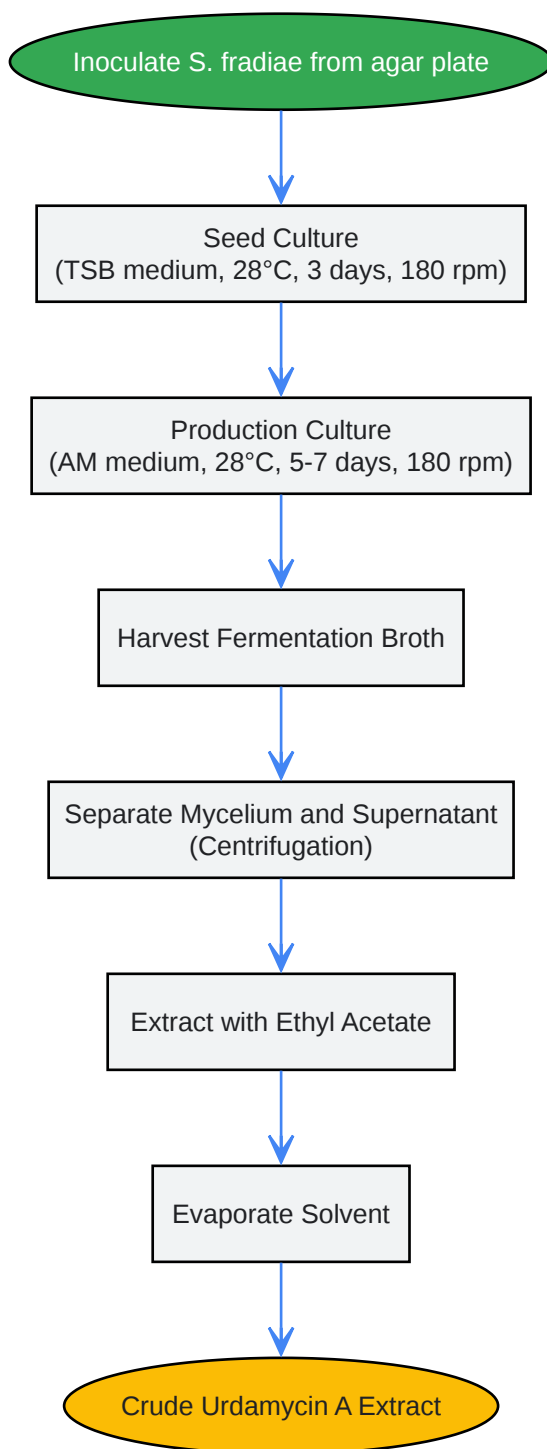 Inoculate S. fradiae from agar plate
Seed Culture
(TSB medium, 28°C, 3 days, 180 rpm)
Production Culture
(AM medium, 28°C, 5-7 days, 180 rpm)
Harvest Fermentation Broth
Separate Mycelium and Supernatant
(Centrifugation)
Extract with Ethyl Acetate
Evaporate Solvent
Crude Urdamycin A Extract